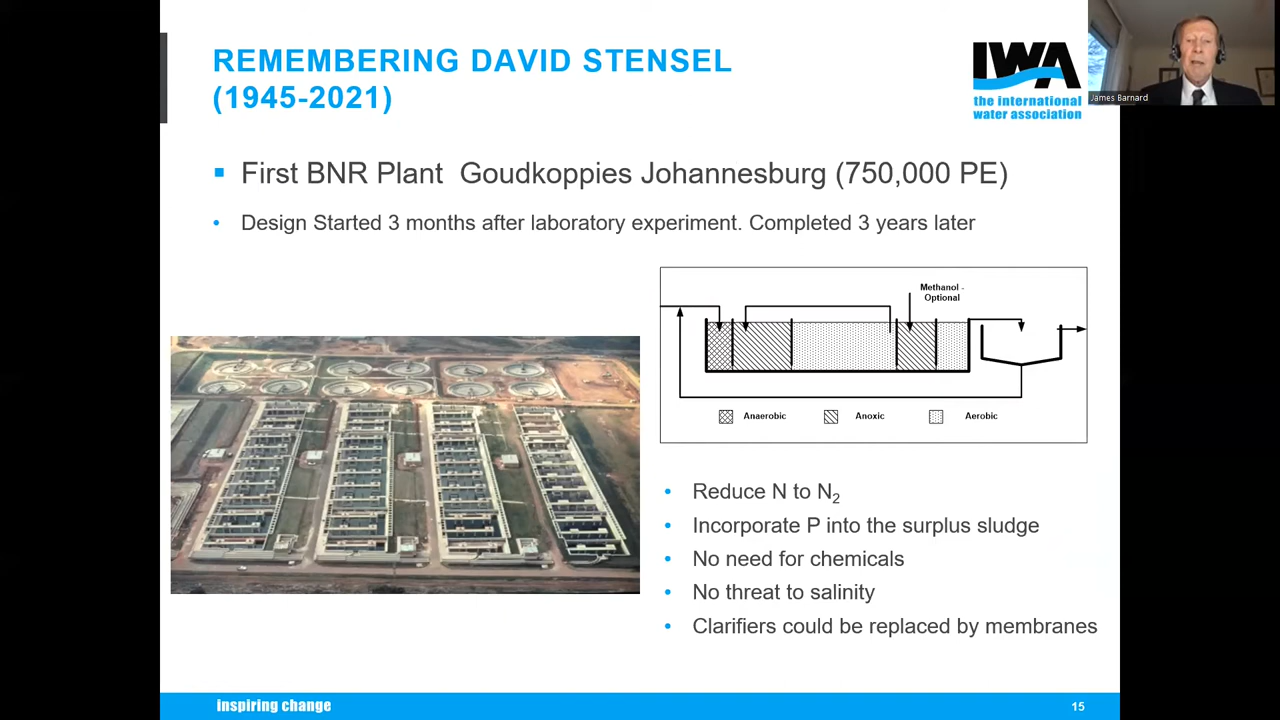 REMEMBERING DAVID STENSEL
(1945-2021)
IWA
the international
water association
James Barnard
▪ First BNR Plant Goudkoppies Johannesburg (750,000 PE)
• Design Started 3 months after laboratory experiment. Completed 3 years later
Methanol -
Optional
Anaerobic Anoxic Aerobic
• Reduce N to N₂
• Incorporate P into the surplus sludge
• No need for chemicals
• No threat to salinity
• Clarifiers could be replaced by membranes
inspiring change
15